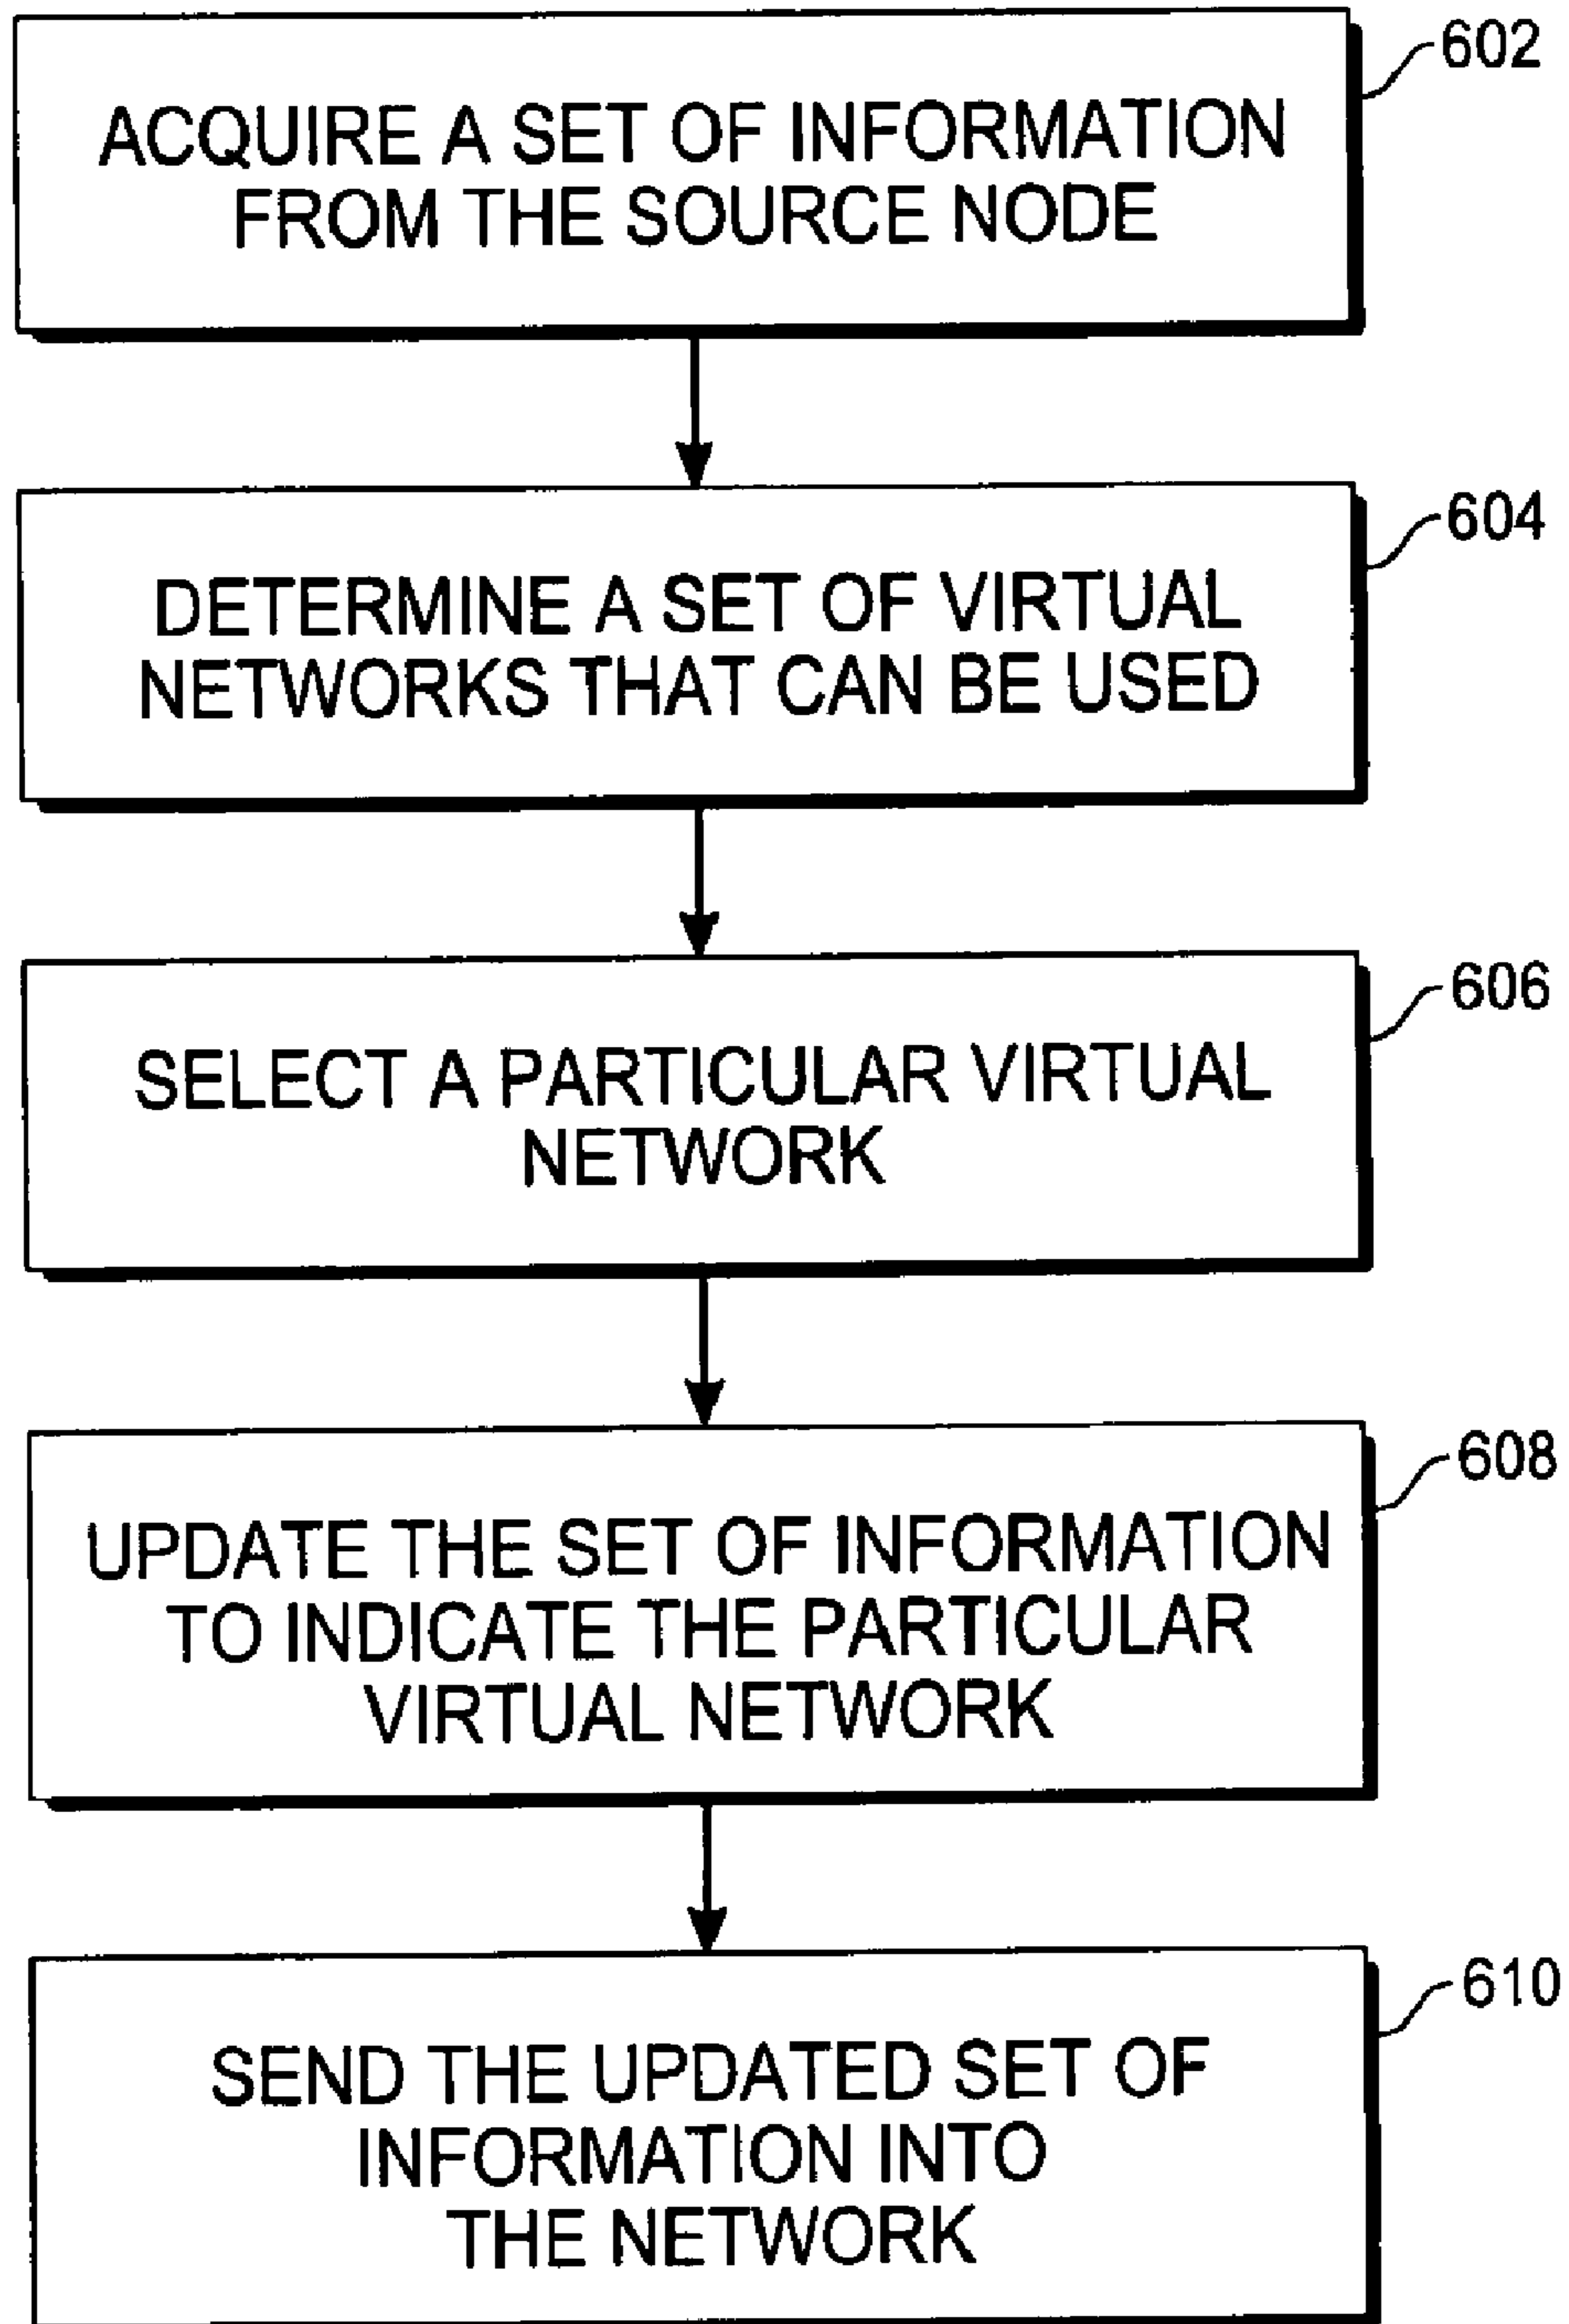 602
ACQUIRE A SET OF INFORMATION
FROM THE SOURCE NODE
604
DETERMINE A SET OF VIRTUAL
NETWORKS THAT CAN BE USED
606
SELECT A PARTICULAR VIRTUAL
NETWORK
608
UPDATE THE SET OF INFORMATION
TO INDICATE THE PARTICULAR
VIRTUAL NETWORK
610
SEND THE UPDATED SET OF
INFORMATION INTO
THE NETWORK